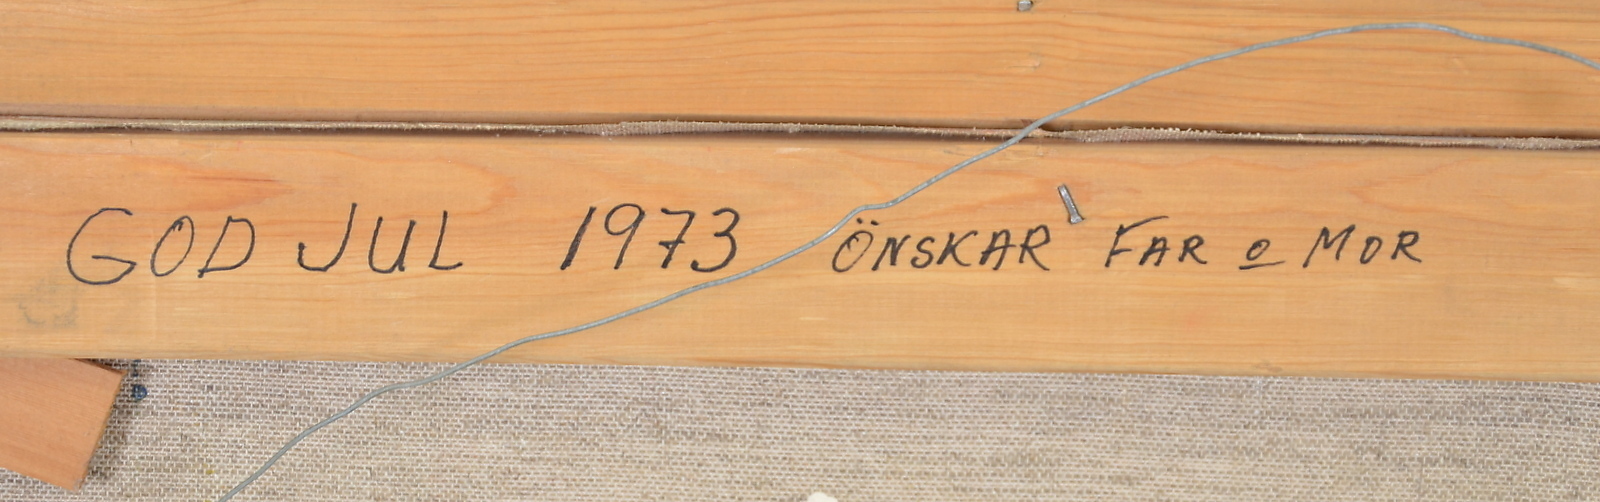 GOD JUL 1973 ÖNSKAR FAR o MOR